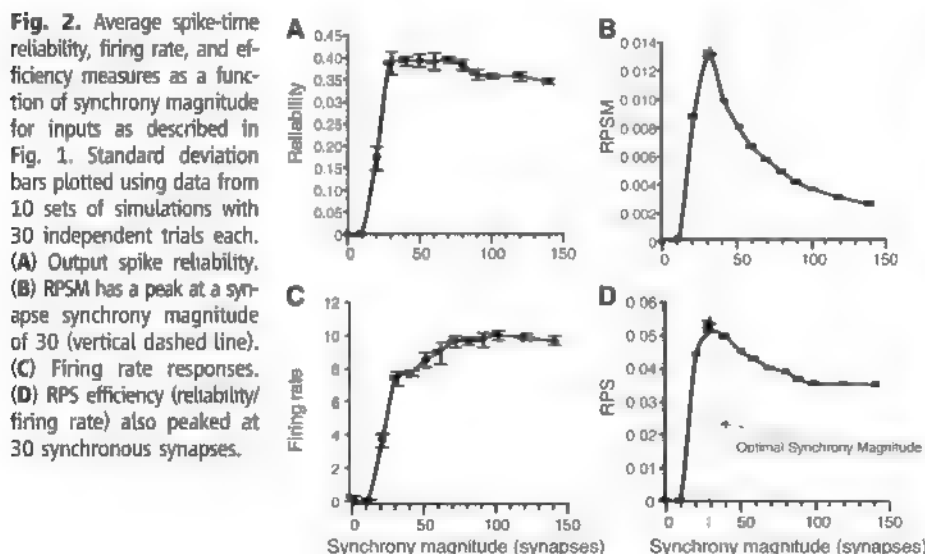 Fig. 2. Average spike-time
reliability, firing rate, and ef-
ficiency measures as a func-
tion of synchrony magnitude
for inputs as described in
Fig. 1. Standard deviation
bars plotted using data from
10 sets of simulations with
30 independent trials each.
(A) Output spike reliability.
(B) RPSM has a peak at a syn-
apse synchrony magnitude
of 30 (vertical dashed line).
(C) Firing rate responses.
(D) RPS efficiency (reliability/
firing rate) also peaked at
30 synchronous synapses.
A
0.45
0.40
0.35
0.30
0.25
0.20
0.15
0.10
0.05
0
Reliability
0 50 100 150
B
0 014
0 012
0.010
0.008
0.006
0.004
0.002
0
RPSM
0 50 100 150
C
12
10
8
6
4
2
0
Firing rate
0 50 100 150
Synchrony magnitude (synapses)
D
0 06
0 05
0 04
0 03
0 02
0 01
0
RPS
Optimal Synchrony Magnitude
0 50 100 150
Synchrony magnitude (synapses)